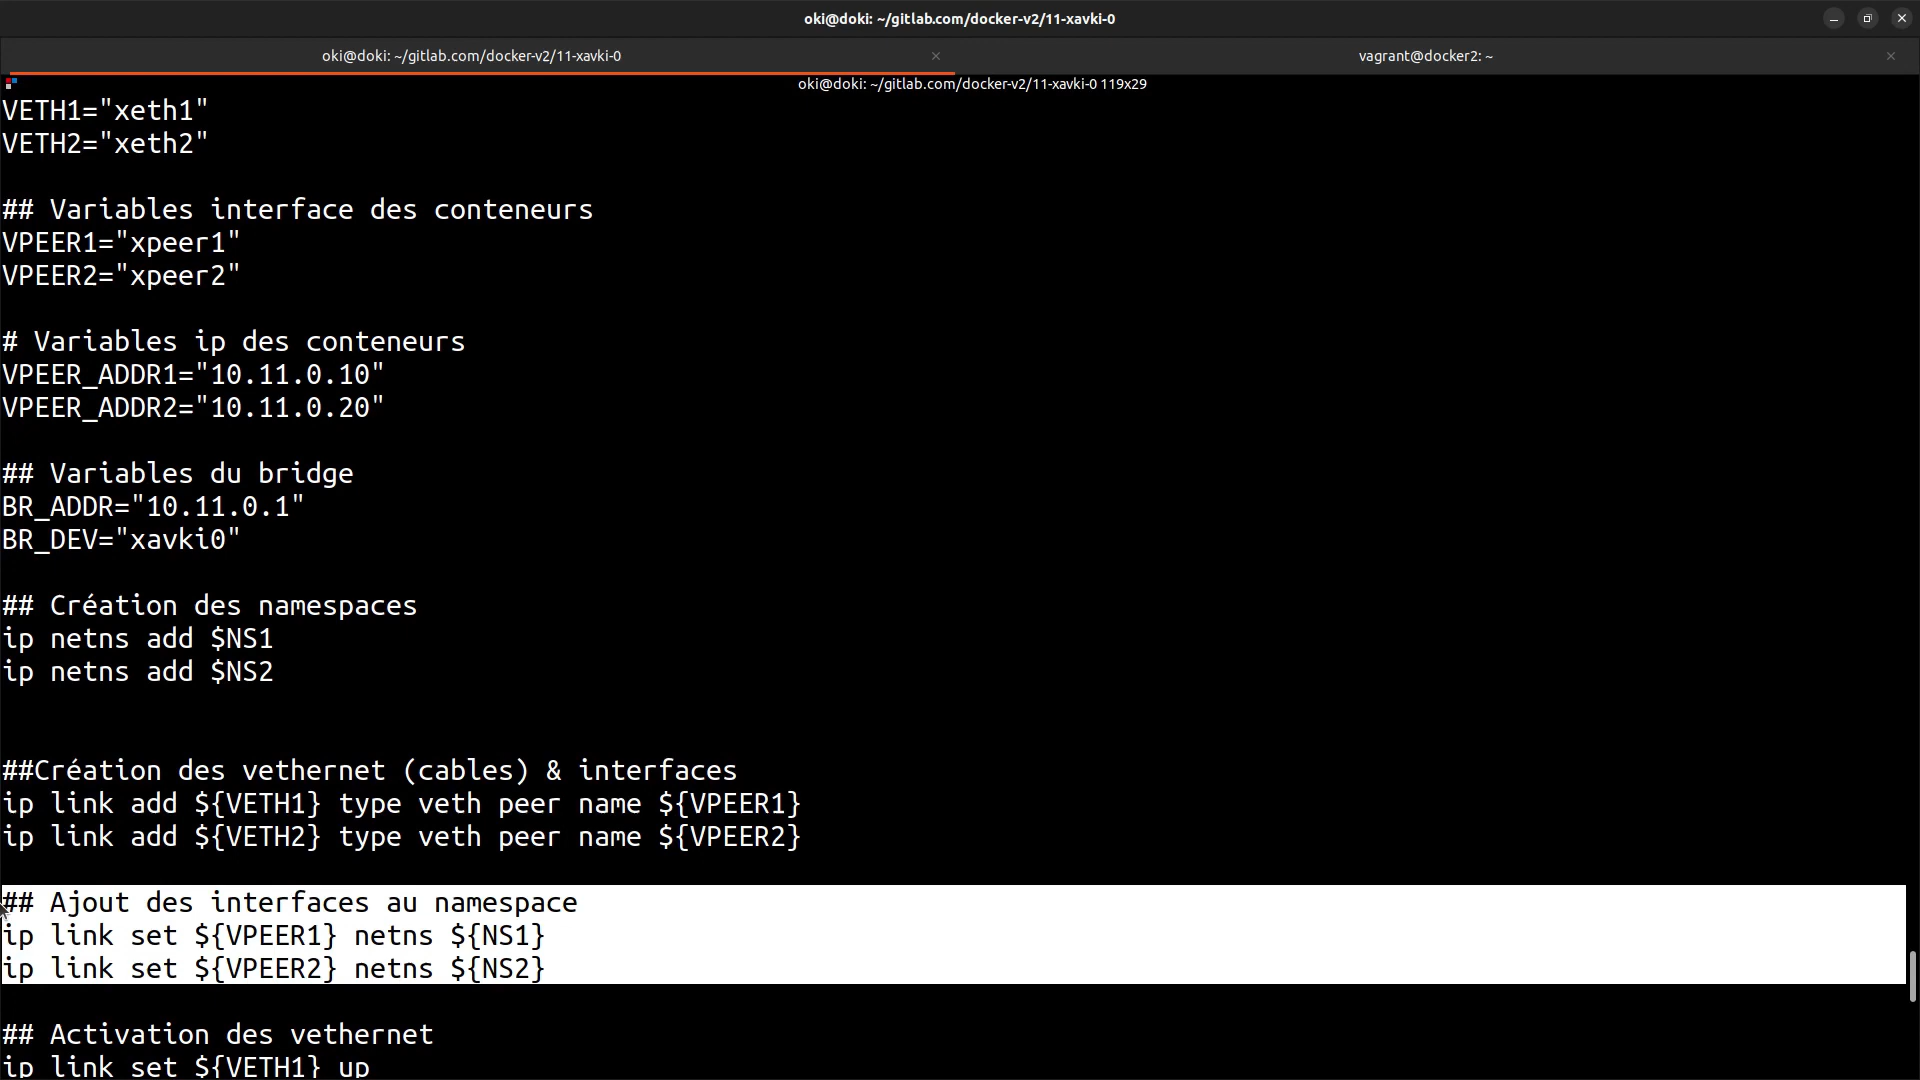 oki@doki: ~/gitlab.com/docker-v2/11-xavki-0
oki@doki: ~/gitlab.com/docker-v2/11-xavki-0
vagrant@docker2: ~
oki@doki: ~/gitlab.com/docker-v2/11-xavki-0 119x29
VETH1="xeth1"
VETH2="xeth2"
## Variables interface des conteneurs
VPEER1="xpeer1"
VPEER2="xpeer2"
# Variables ip des conteneurs
VPEER_ADDR1="10.11.0.10"
VPEER_ADDR2="10.11.0.20"
## Variables du bridge
BR_ADDR="10.11.0.1"
BR_DEV="xavki0"
## Création des namespaces
ip netns add $NS1
ip netns add $NS2
##Création des vethernet (cables) & interfaces
ip link add ${VETH1} type veth peer name ${VPEER1}
ip link add ${VETH2} type veth peer name ${VPEER2}
## Ajout des interfaces au namespace
ip link set ${VPEER1} netns ${NS1}
ip link set ${VPEER2} netns ${NS2}
## Activation des vethernet
ip link set ${VETH1} up